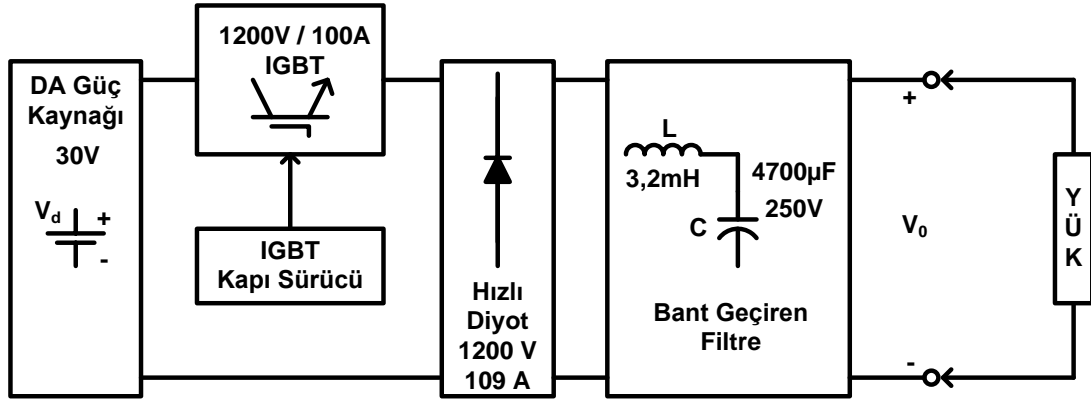 DA Güç
Kaynağı
30V
V_d
+
-
1200V / 100A
IGBT
IGBT
Kapı Sürücü
Hızlı
Diyot
1200 V
109 A
L
3,2mH
4700µF
250V
C
Bant Geçiren
Filtre
+
V_0
-
Y
Ü
K